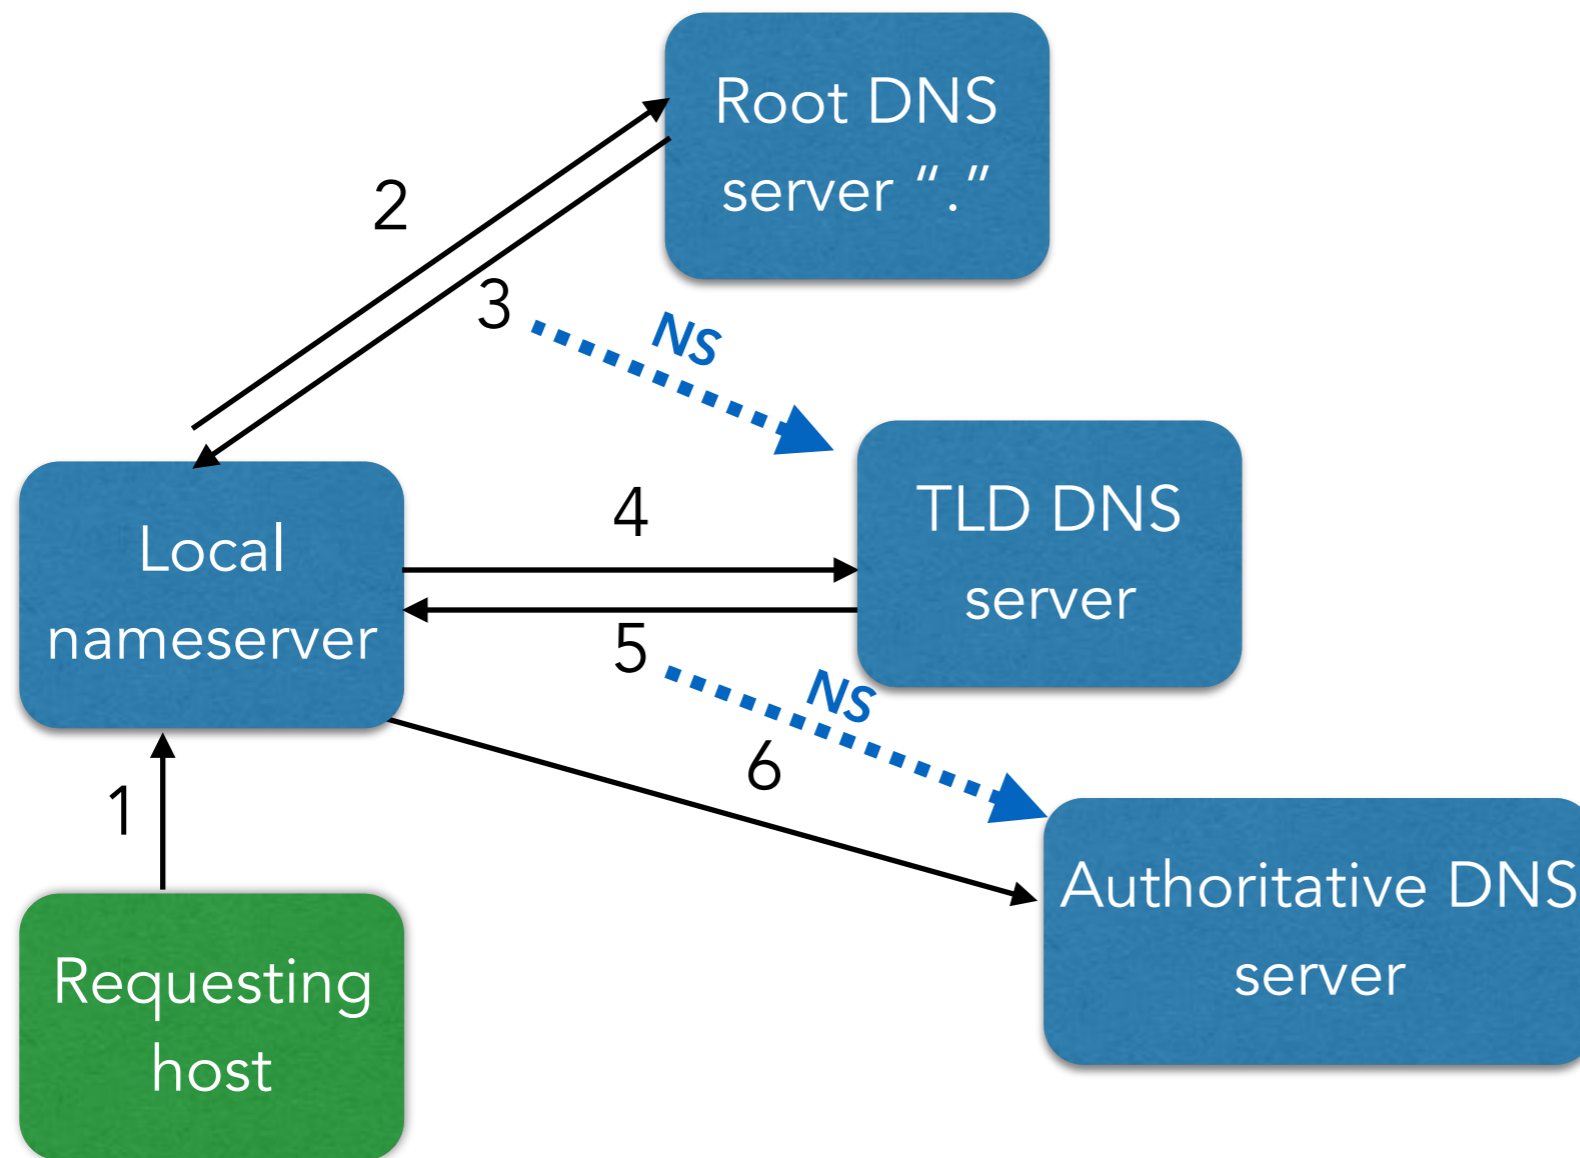 Root DNS
server “.”
2
3
NS
Local
nameserver
4
TLD DNS
server
5
NS
6
1
Authoritative DNS
server
Requesting
host